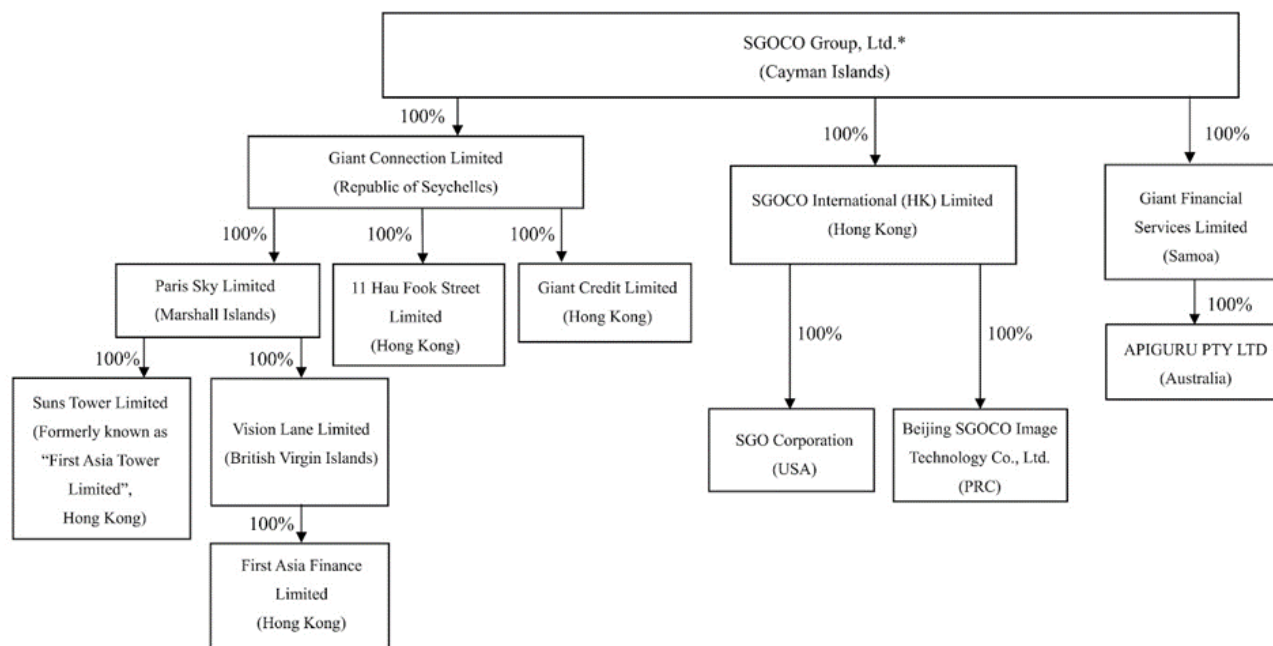 SGOCO Group, Ltd.*
(Cayman Islands)
100%
100%
100%
Giant Connection Limited
(Republic of Seychelles)
SGOCO International (HK) Limited
(Hong Kong)
Giant Financial
Services Limited
(Samoa)
100%
100%
100%
Paris Sky Limited
(Marshall Islands)
11 Hau Fook Street
Limited
(Hong Kong)
Giant Credit Limited
(Hong Kong)
100%
100%
100%
100%
100%
APIGURU PTY LTD
(Australia)
Suns Tower Limited
(Formerly known as
“First Asia Tower
Limited”,
Hong Kong)
Vision Lane Limited
(British Virgin Islands)
SGO Corporation
(USA)
Beijing SGOCO Image
Technology Co., Ltd.
(PRC)
100%
First Asia Finance
Limited
(Hong Kong)